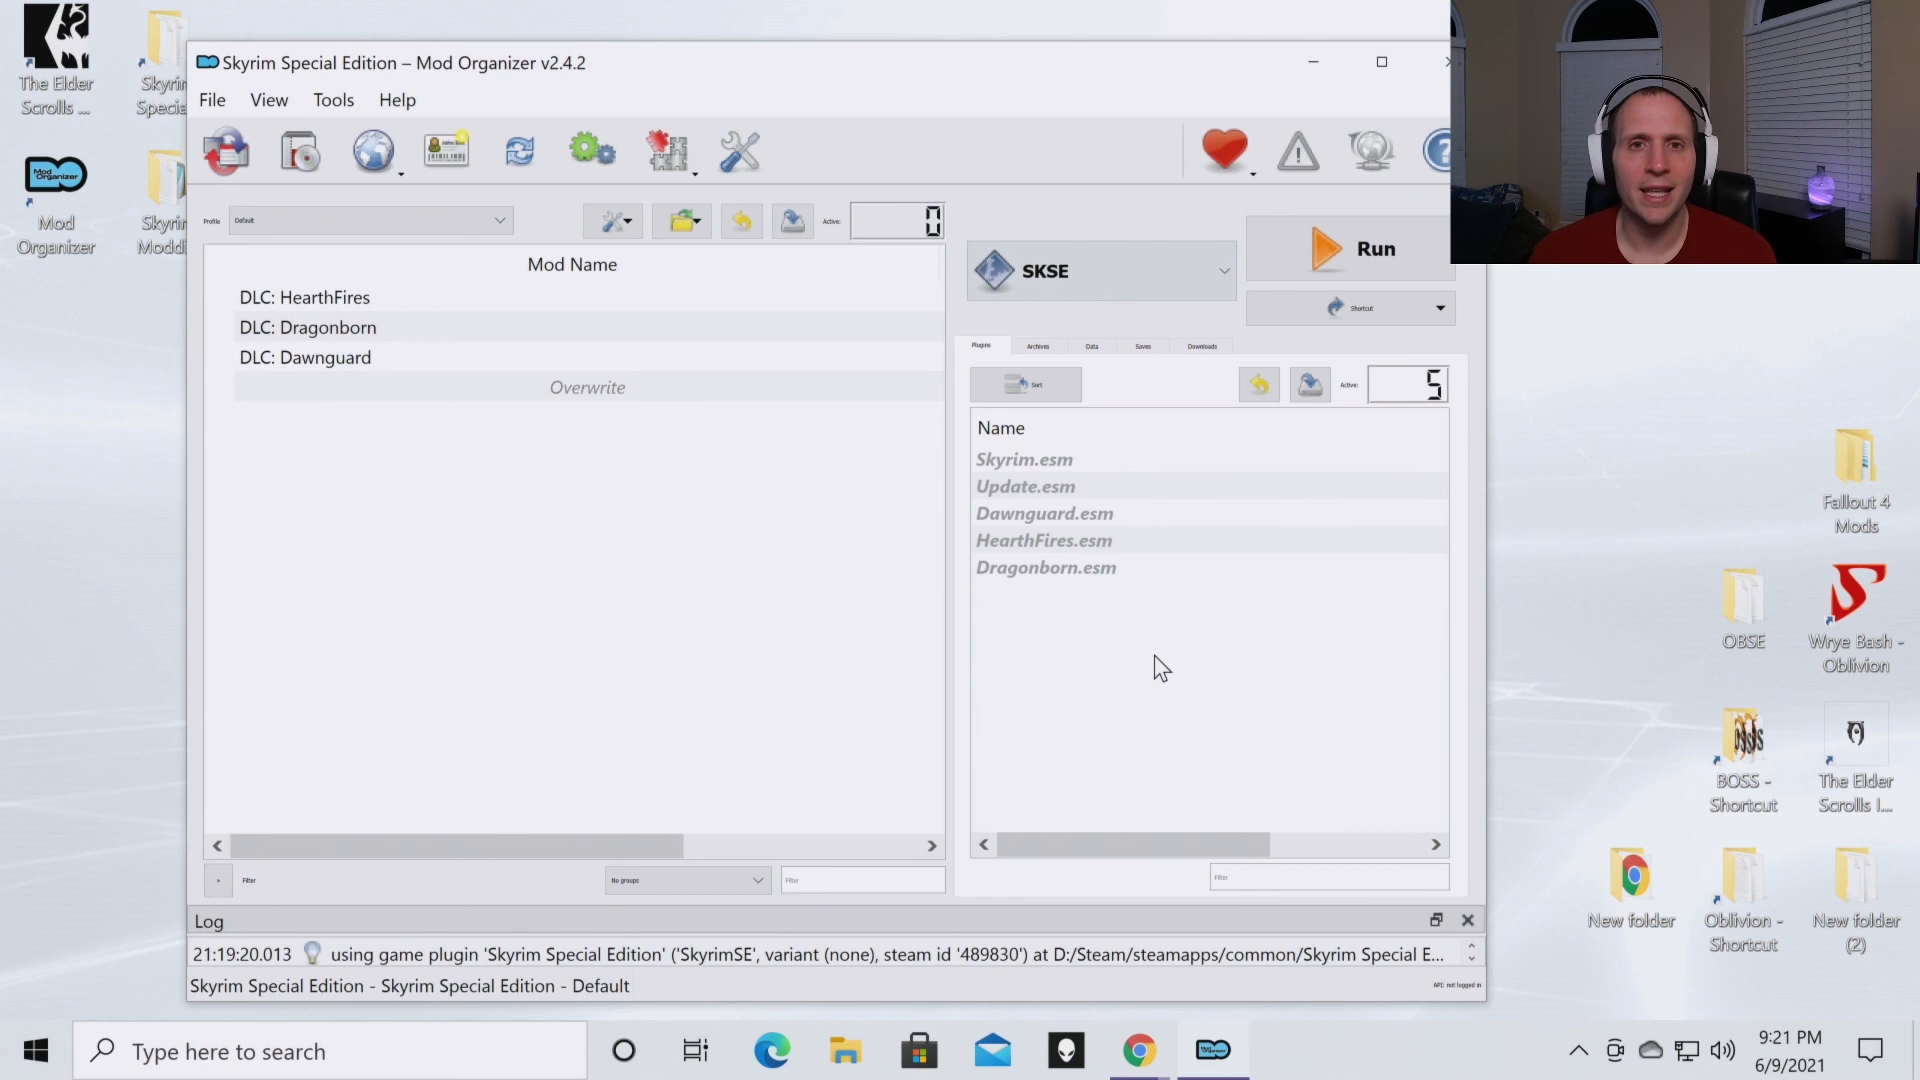 The Elder
Scrolls ...
Skyrim
Specia
Mod Organizer
Mod
Organizer
Skyrim
Moddi
Skyrim Special Edition – Mod Organizer v2.4.2
File View Tools Help
Profile
Default
Active:
0
SKSE
Run
Shortcut
Mod Name
DLC: HearthFires
DLC: Dragonborn
DLC: Dawnguard
Overwrite
Plugins
Archives
Data
Saves
Downloads
Sort
Active:
5
Name
Skyrim.esm
Update.esm
Dawnguard.esm
HearthFires.esm
Dragonborn.esm
Filter
No groups
Filter
Filter
Log
21:19:20.013 using game plugin 'Skyrim Special Edition' ('SkyrimSE', variant (none), steam id '489830') at D:/Steam/steamapps/common/Skyrim Special E...
Skyrim Special Edition - Skyrim Special Edition - Default
API: not logged in
Fallout 4
Mods
OBSE
Wrye Bash -
Oblivion
BOSS -
Shortcut
The Elder
Scrolls I...
New folder
Oblivion -
Shortcut
New folder
(2)
Type here to search
9:21 PM
6/9/2021